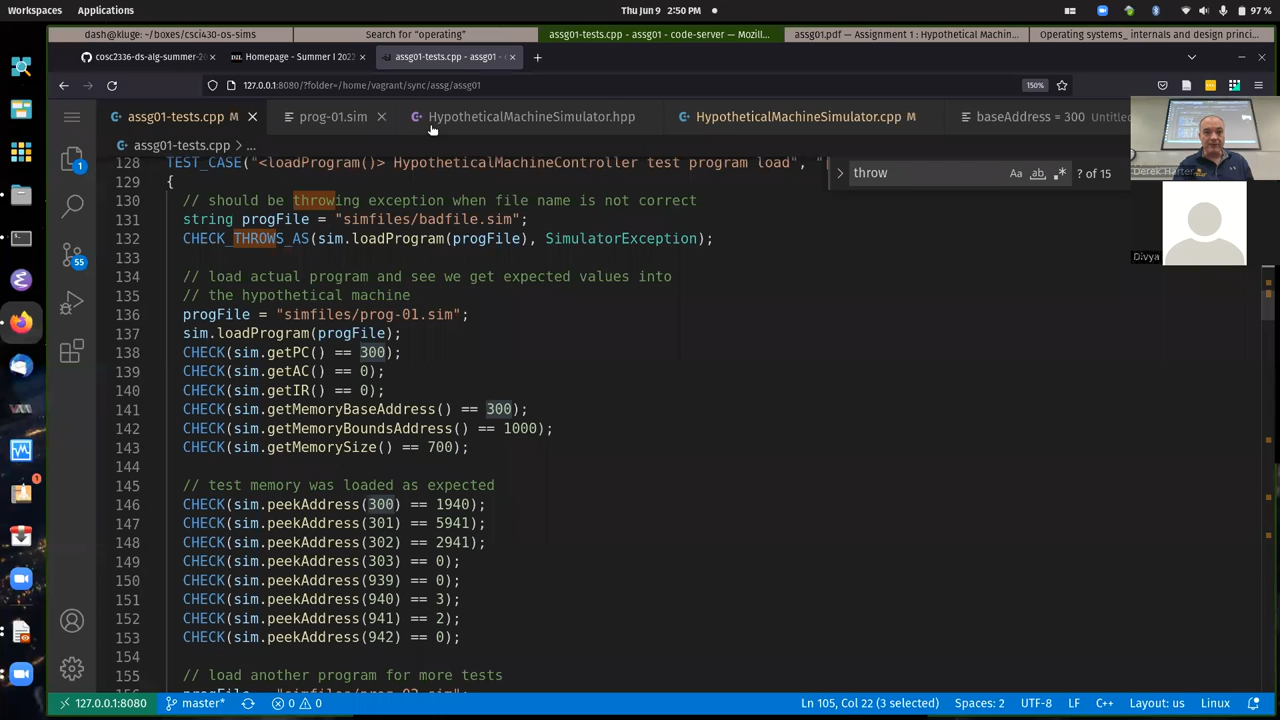 Workspaces Applications Thu Jun 9 2:50 PM 97 %
dash@kluge: ~/boxes/csci430-os-sims Search for "operating" assg01-tests.cpp - assg01 - code-server — Mozill... assg01.pdf — Assignment 1 : Hypothetical Machin... Operating systems_ internals and design princi...
cosc2336-ds-alg-summer-20 D2L Homepage - Summer I 2022 assg01-tests.cpp - assg01 -
127.0.0.1:8080/?folder=/home/vagrant/sync/assg/assg01 150%
assg01-tests.cpp M prog-01.sim HypotheticalMachineSimulator.hpp HypotheticalMachineSimulator.cpp M baseAddress = 300 Untitled
assg01-tests.cpp > ...
128 TEST_CASE("<loadProgram()> HypotheticalMachineController test program load", "
throw Aa ab ? of 15
Derek Harter
129 {
130 // should be throwing exception when file name is not correct
131 string progFile = "simfiles/badfile.sim";
132 CHECK_THROWS_AS(sim.loadProgram(progFile), SimulatorException);
Divya
133
134 // load actual program and see we get expected values into
135 // the hypothetical machine
136 progFile = "simfiles/prog-01.sim";
137 sim.loadProgram(progFile);
138 CHECK(sim.getPC() == 300);
139 CHECK(sim.getAC() == 0);
140 CHECK(sim.getIR() == 0);
141 CHECK(sim.getMemoryBaseAddress() == 300);
142 CHECK(sim.getMemoryBoundsAddress() == 1000);
143 CHECK(sim.getMemorySize() == 700);
144
145 // test memory was loaded as expected
146 CHECK(sim.peekAddress(300) == 1940);
147 CHECK(sim.peekAddress(301) == 5941);
148 CHECK(sim.peekAddress(302) == 2941);
149 CHECK(sim.peekAddress(303) == 0);
150 CHECK(sim.peekAddress(939) == 0);
151 CHECK(sim.peekAddress(940) == 3);
152 CHECK(sim.peekAddress(941) == 2);
153 CHECK(sim.peekAddress(942) == 0);
154
155 // load another program for more tests
1
55
1
127.0.0.1:8080 master* 0 0 Ln 105, Col 22 (3 selected) Spaces: 2 UTF-8 LF C++ Layout: us Linux